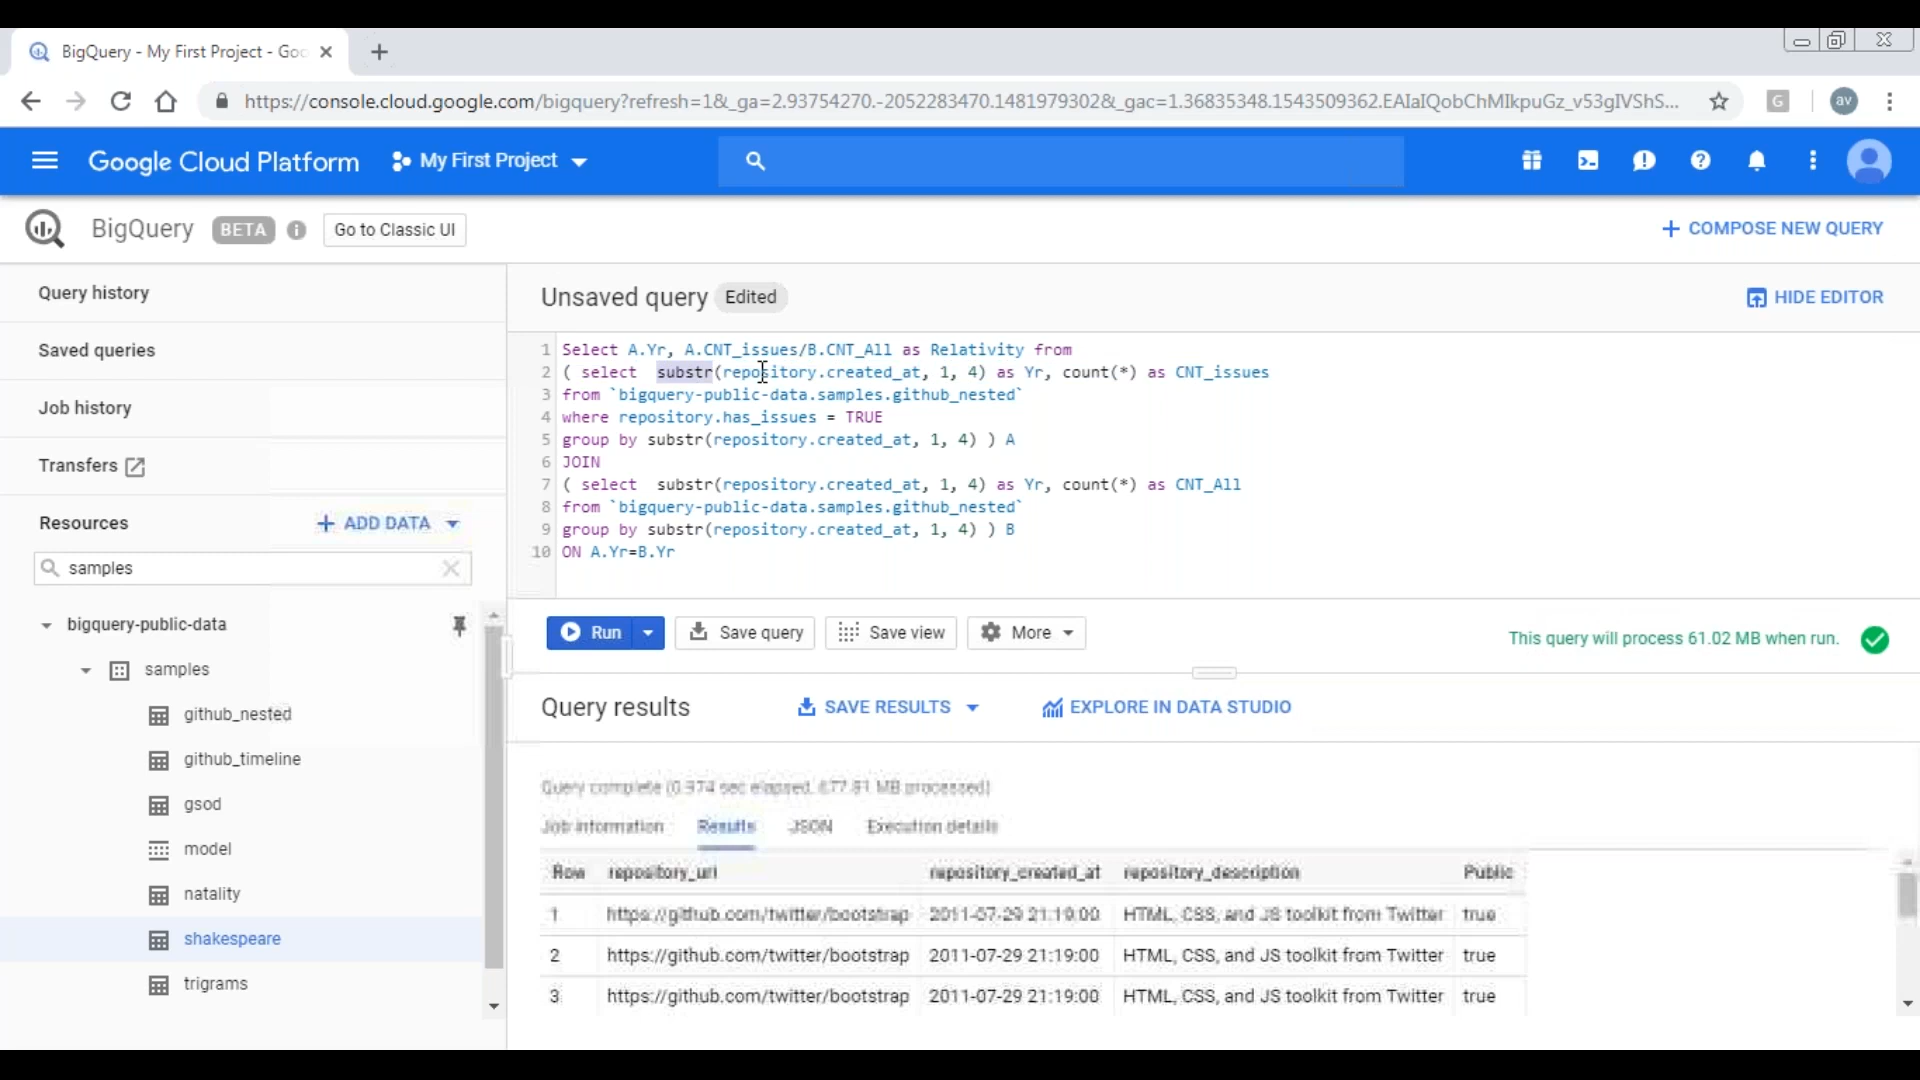 BigQuery - My First Project - Goo
https://console.cloud.google.com/bigquery?refresh=1&_ga=2.93754270.-2052283470.1481979302&_gac=1.36835348.1543509362.EAIaIQobChMIkpuGz_v53gIVShS...
G
av
Google Cloud Platform
My First Project
BigQuery BETA Go to Classic UI
COMPOSE NEW QUERY
Query history
Saved queries
Job history
Transfers
Resources
ADD DATA
samples
bigquery-public-data
samples
github_nested
github_timeline
gsod
model
natality
shakespeare
trigrams
Unsaved query Edited
HIDE EDITOR
1 Select A.Yr, A.CNT_issues/B.CNT_All as Relativity from
2 ( select  substr(repository.created_at, 1, 4) as Yr, count(*) as CNT_issues
3 from `bigquery-public-data.samples.github_nested`
4 where repository.has_issues = TRUE
5 group by substr(repository.created_at, 1, 4) ) A
6 JOIN
7 ( select  substr(repository.created_at, 1, 4) as Yr, count(*) as CNT_All
8 from `bigquery-public-data.samples.github_nested`
9 group by substr(repository.created_at, 1, 4) ) B
10 ON A.Yr=B.Yr
Run
Save query
Save view
More
This query will process 61.02 MB when run.
Query results
SAVE RESULTS
EXPLORE IN DATA STUDIO
Query complete (0.974 sec elapsed, 677.81 MB processed)
Job information Results JSON Execution details
Row repository_url repository_created_at repository_description Public
1 https://github.com/twitter/bootstrap 2011-07-29 21:19:00 HTML, CSS, and JS toolkit from Twitter true
2 https://github.com/twitter/bootstrap 2011-07-29 21:19:00 HTML, CSS, and JS toolkit from Twitter true
3 https://github.com/twitter/bootstrap 2011-07-29 21:19:00 HTML, CSS, and JS toolkit from Twitter true